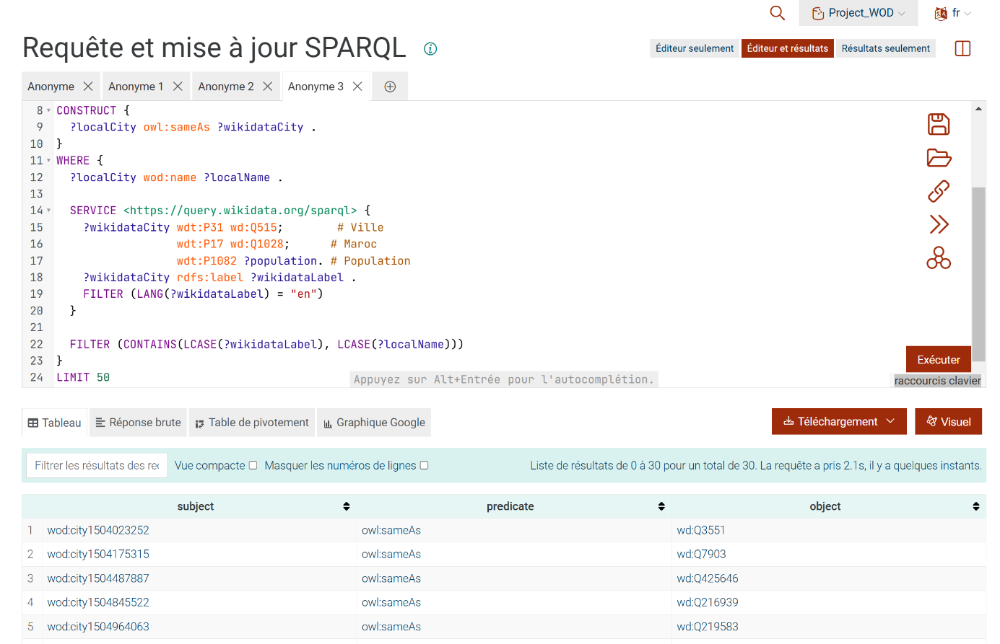 Project_WOD
fr
Requête et mise à jour SPARQL
Éditeur seulement
Éditeur et résultats
Résultats seulement
Anonyme
Anonyme 1
Anonyme 2
Anonyme 3
8 CONSTRUCT {
9 ?localCity owl:sameAs ?wikidataCity .
10 }
11 WHERE {
12 ?localCity wod:name ?localName .
13
14 SERVICE <https://query.wikidata.org/sparql> {
15 ?wikidataCity wdt:P31 wd:Q515; # Ville
16 wdt:P17 wd:Q1028; # Maroc
17 wdt:P1082 ?population. # Population
18 ?wikidataCity rdfs:label ?wikidataLabel .
19 FILTER (LANG(?wikidataLabel) = "en")
20 }
21
22 FILTER (CONTAINS(LCASE(?wikidataLabel), LCASE(?localName)))
23 }
24 LIMIT 50
Appuyez sur Alt+Entrée pour l'autocomplétion.
Exécuter
raccourcis clavier
Tableau
Réponse brute
Table de pivotement
Graphique Google
Téléchargement
Visuel
Filtrer les résultats des re
Vue compacte
Masquer les numéros de lignes
Liste de résultats de 0 à 30 pour un total de 30. La requête a pris 2.1s, il y a quelques instants.
subject predicate object
1 wod:city1504023252 owl:sameAs wd:Q3551
2 wod:city1504175315 owl:sameAs wd:Q7903
3 wod:city1504487887 owl:sameAs wd:Q425646
4 wod:city1504845522 owl:sameAs wd:Q216939
5 wod:city1504964063 owl:sameAs wd:Q219583